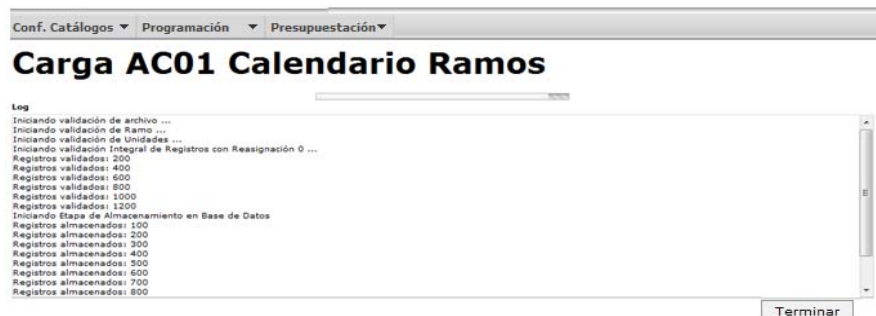 Conf. Catálogos ▼ Programación ▼ Presupuestación▼
Carga AC01 Calendario Ramos
Log
Iniciando validación de archivo ...
Iniciando validación de Ramo ...
Iniciando validación de Unidades ...
Iniciando validación Integral de Registros con Reasignación 0 ...
Registros validados: 200
Registros validados: 400
Registros validados: 600
Registros validados: 800
Registros validados: 1000
Registros validados: 1200
Iniciando Etapa de Almacenamiento en Base de Datos
Registros almacenados: 100
Registros almacenados: 200
Registros almacenados: 300
Registros almacenados: 400
Registros almacenados: 500
Registros almacenados: 600
Registros almacenados: 700
Registros almacenados: 800
Terminar